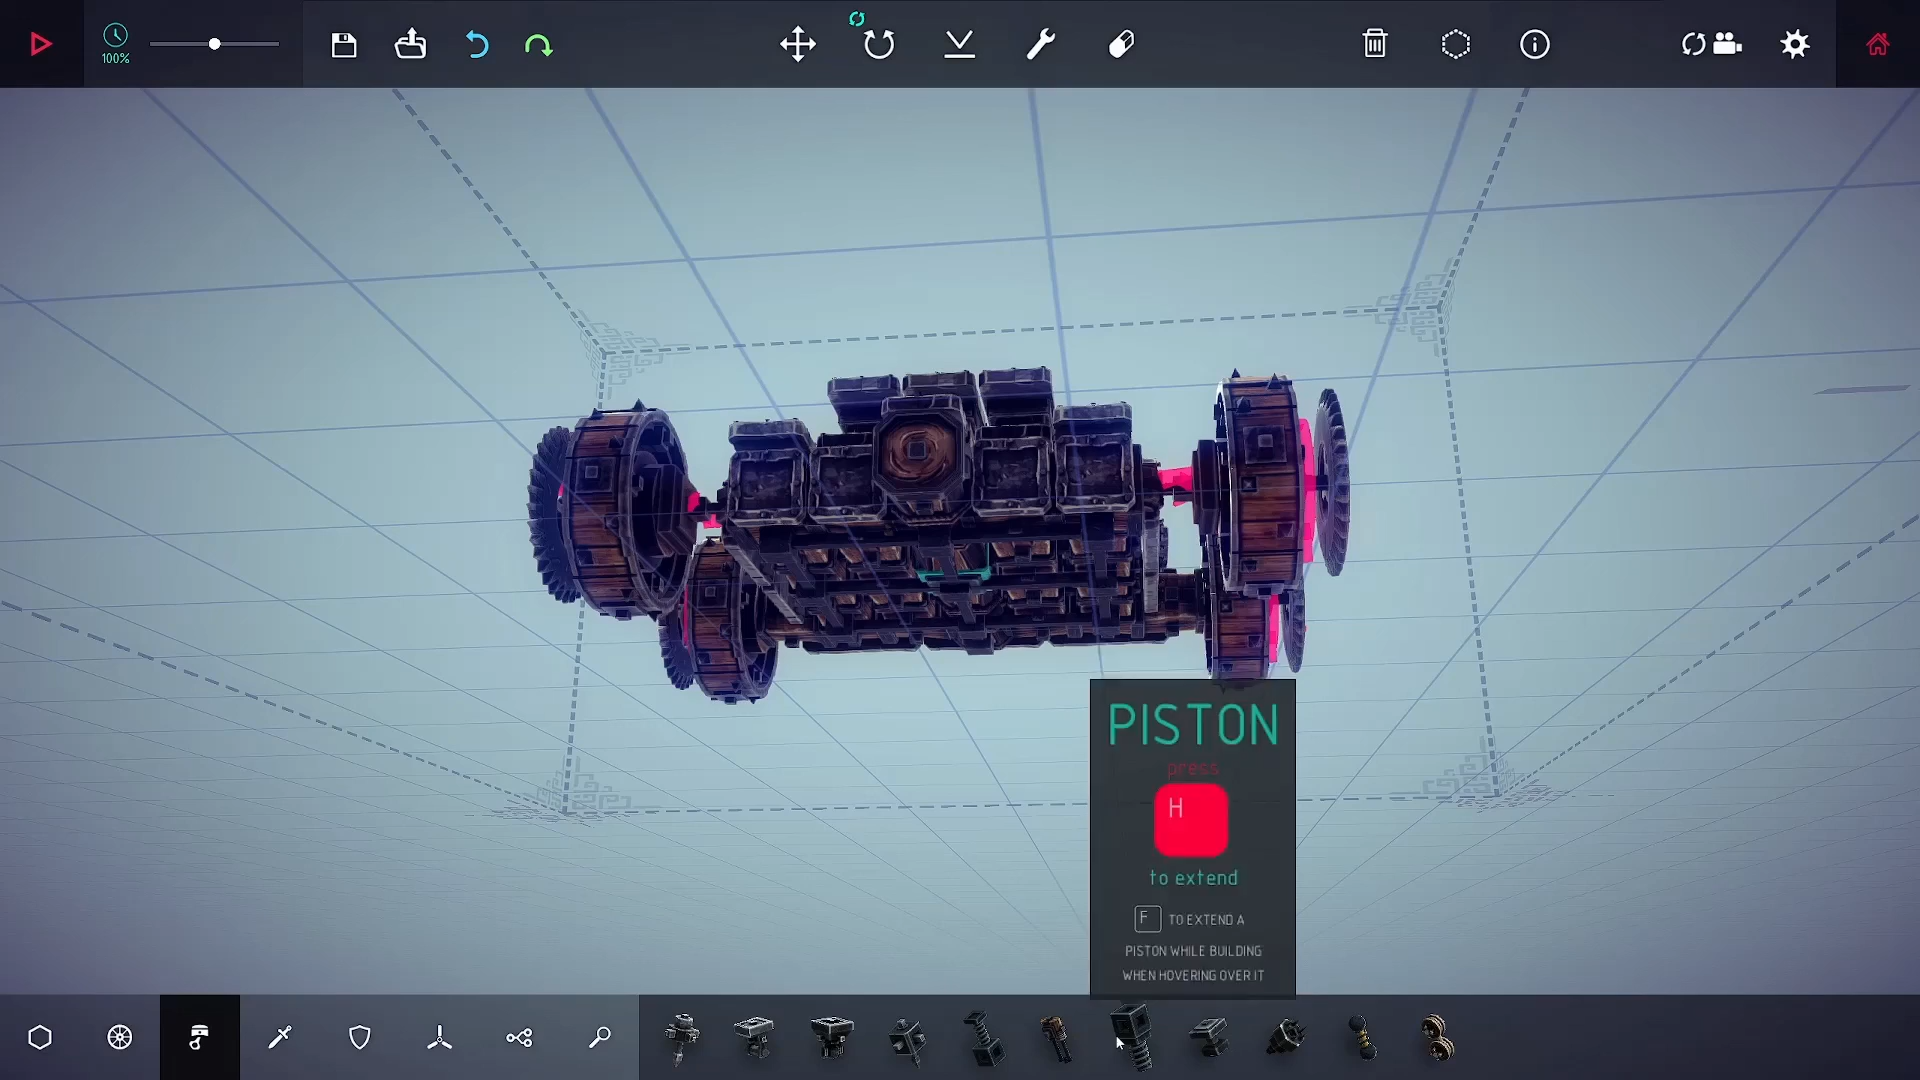 100%
PISTON
press
H
to extend
F TO EXTEND A
PISTON WHILE BUILDING
WHEN HOVERING OVER IT